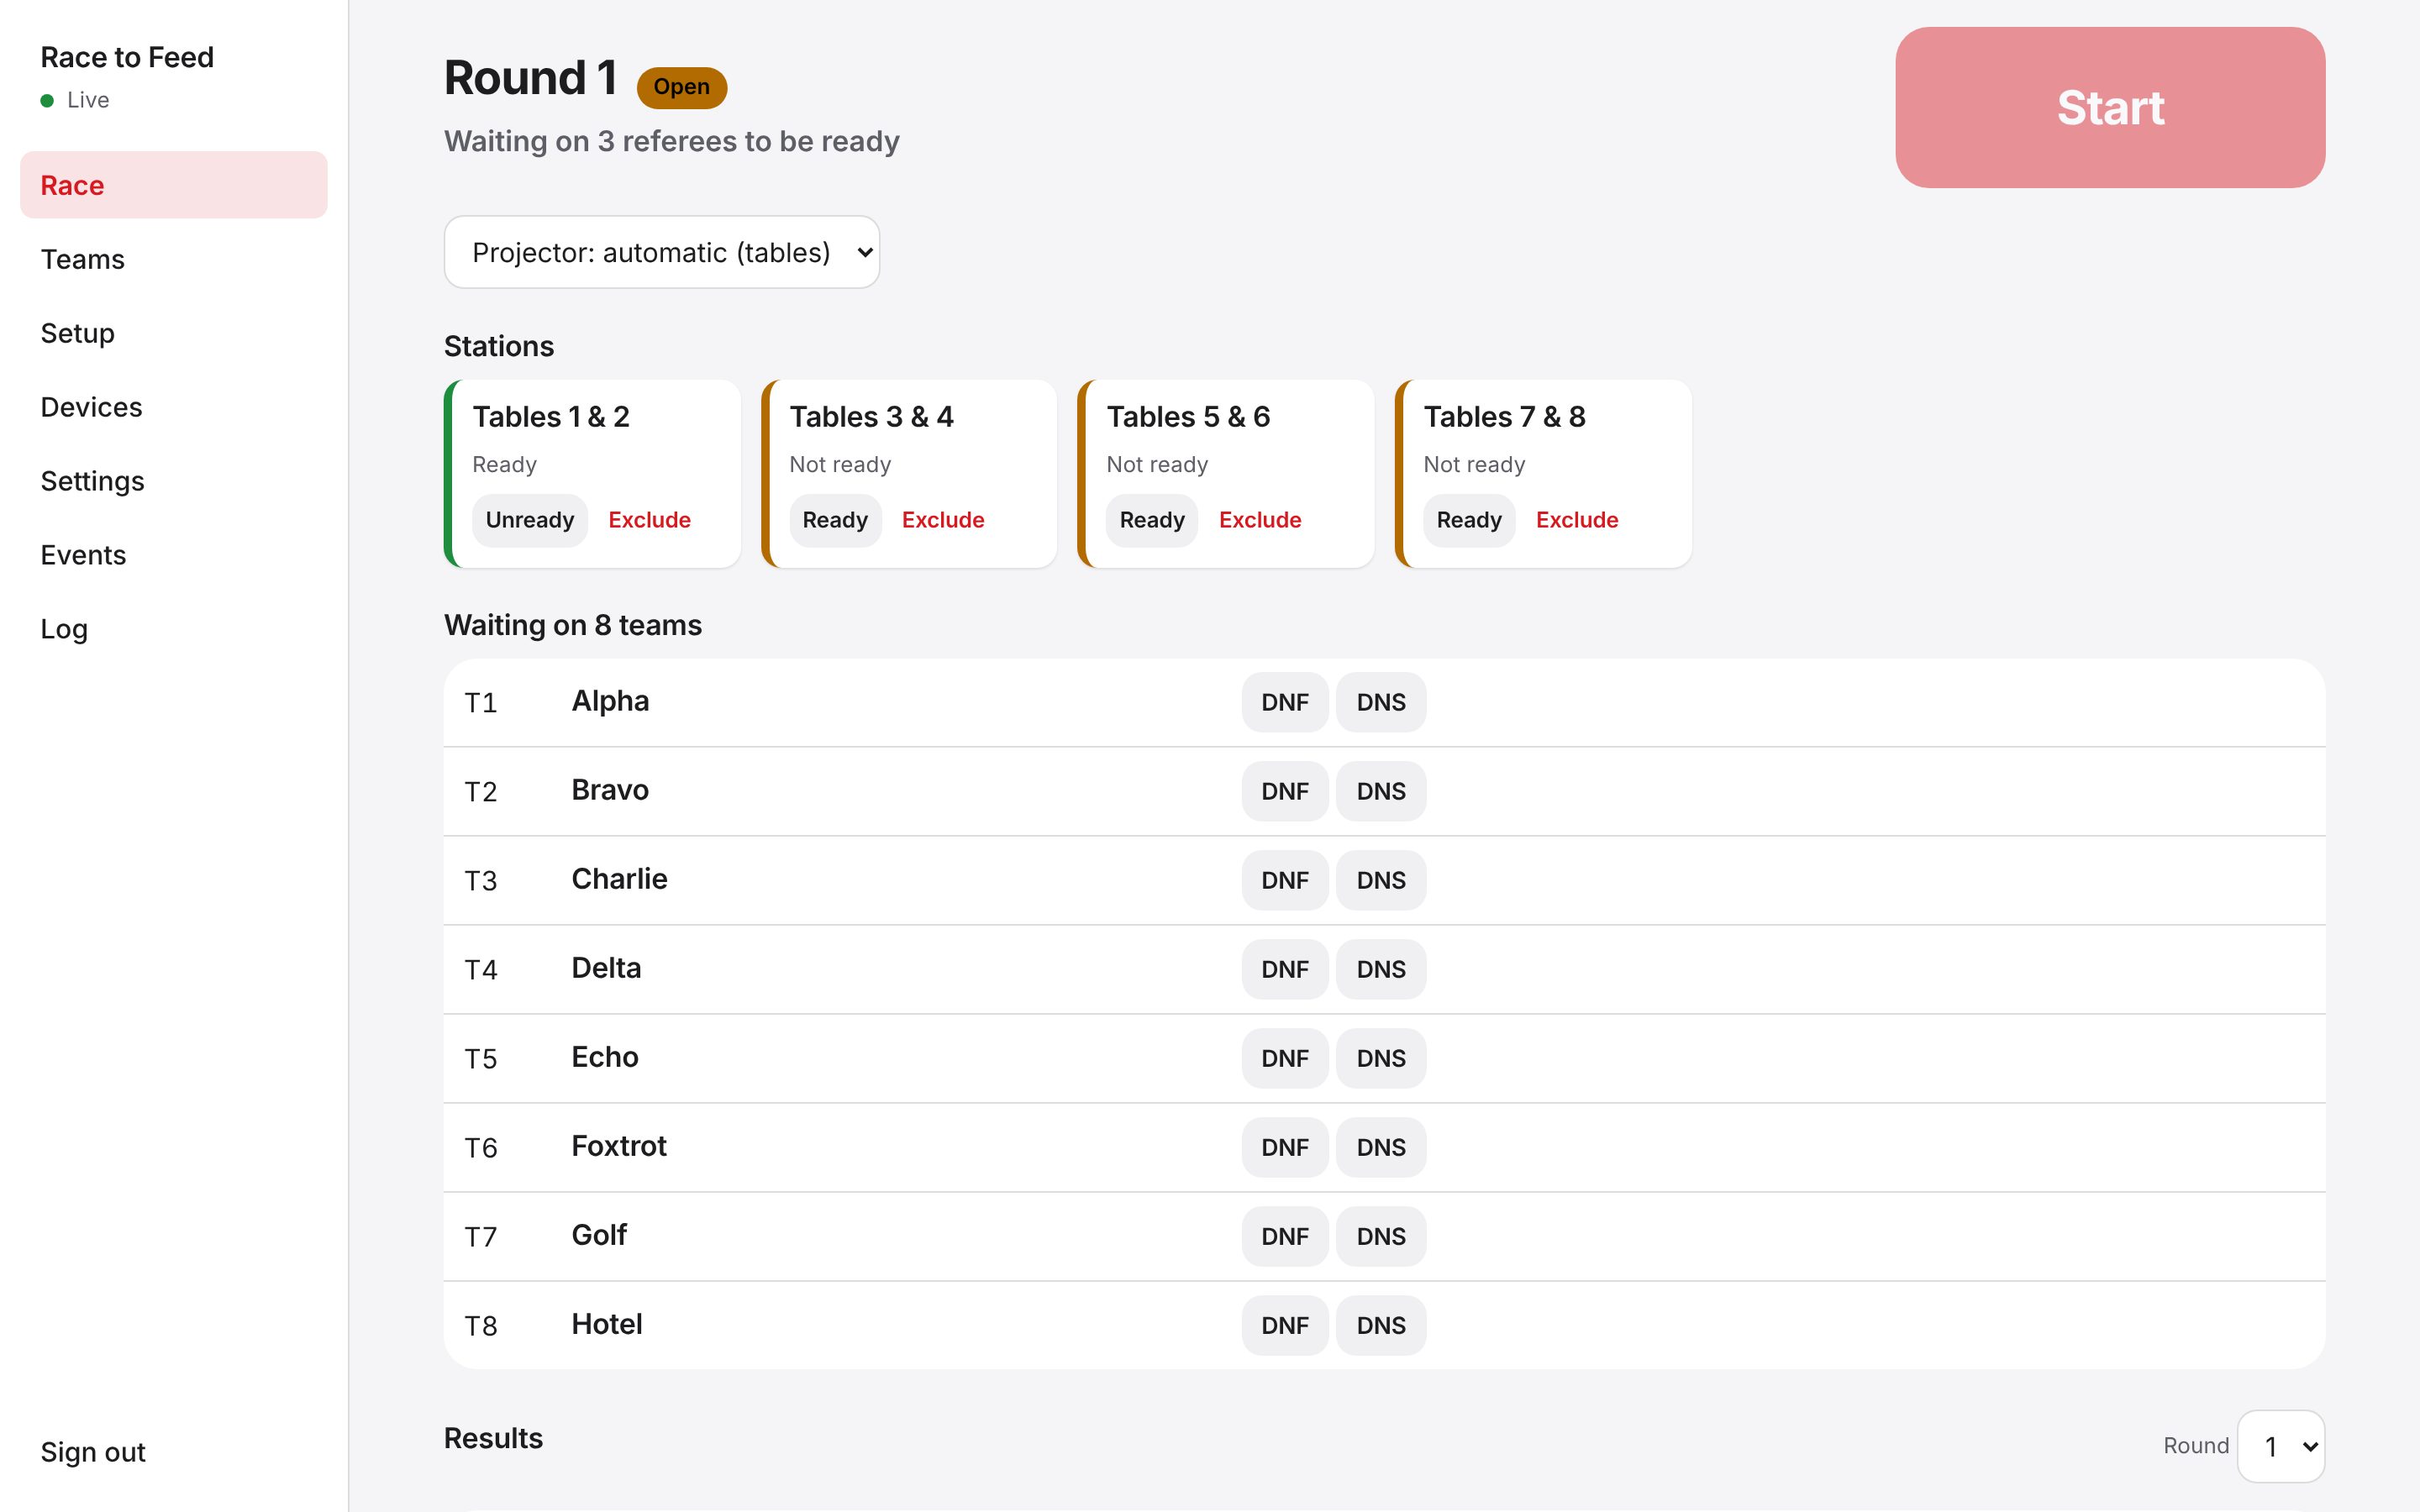 Race to Feed
Live
Race
Teams
Setup
Devices
Settings
Events
Log
Sign out
Round 1 Open
Waiting on 3 referees to be ready
Start
Projector: automatic (tables)
Stations
Tables 1 & 2
Ready
Unready Exclude
Tables 3 & 4
Not ready
Ready Exclude
Tables 5 & 6
Not ready
Ready Exclude
Tables 7 & 8
Not ready
Ready Exclude
Waiting on 8 teams
T1 Alpha DNF DNS
T2 Bravo DNF DNS
T3 Charlie DNF DNS
T4 Delta DNF DNS
T5 Echo DNF DNS
T6 Foxtrot DNF DNS
T7 Golf DNF DNS
T8 Hotel DNF DNS
Results
Round 1